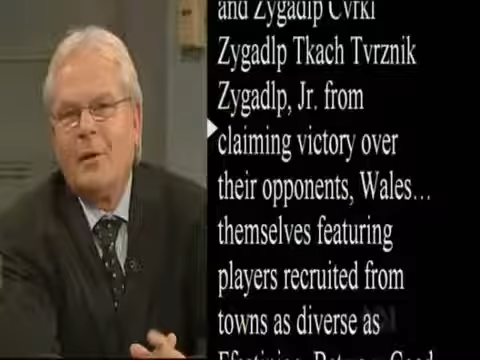 and Zygadlp Cvrkl
Zygadlp Tkach Tvrznik
Zygadlp, Jr. from
claiming victory over
their opponents, Wales…
themselves featuring
players recruited from
towns as diverse as